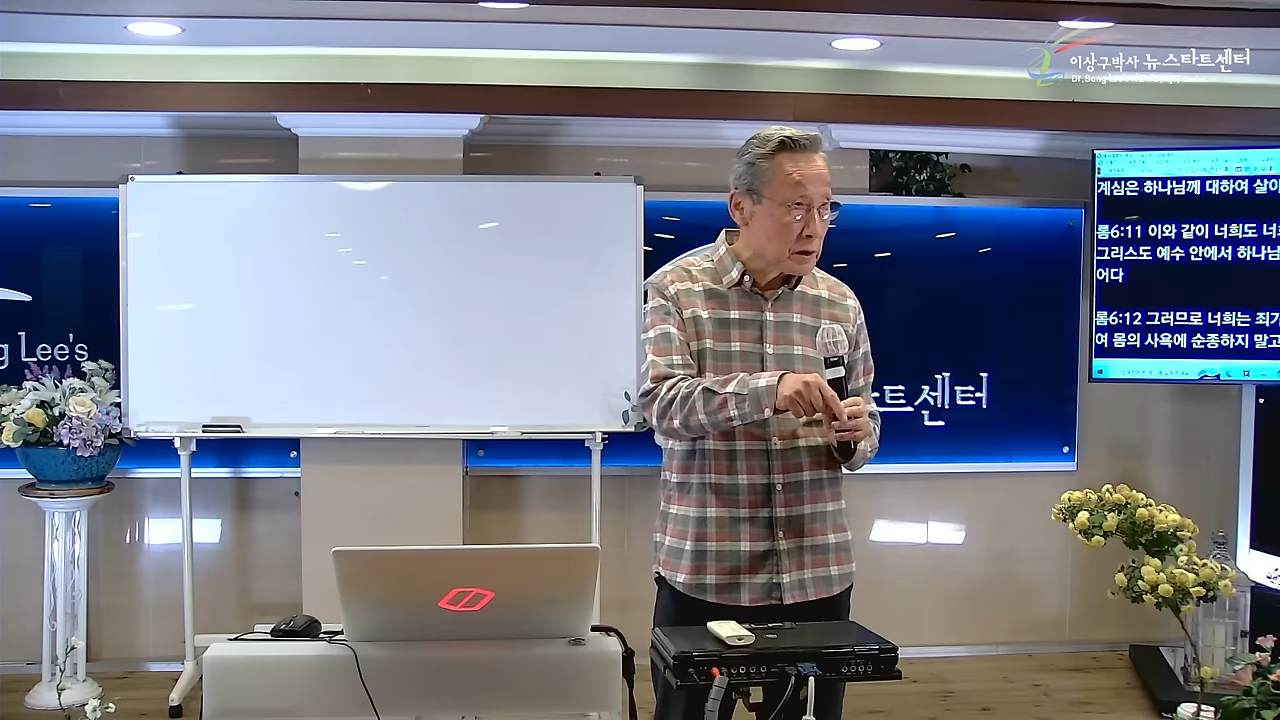 이상구박사 뉴스타트센터
계심은 하나님께 대하여 살아
롬6:11 이와 같이 너희도 너희
그리스도 예수 안에서 하나님
어다
롬6:12 그러므로 너희는 죄가
여 몸의 사욕에 순종하지 말고
g Lee's
트센터